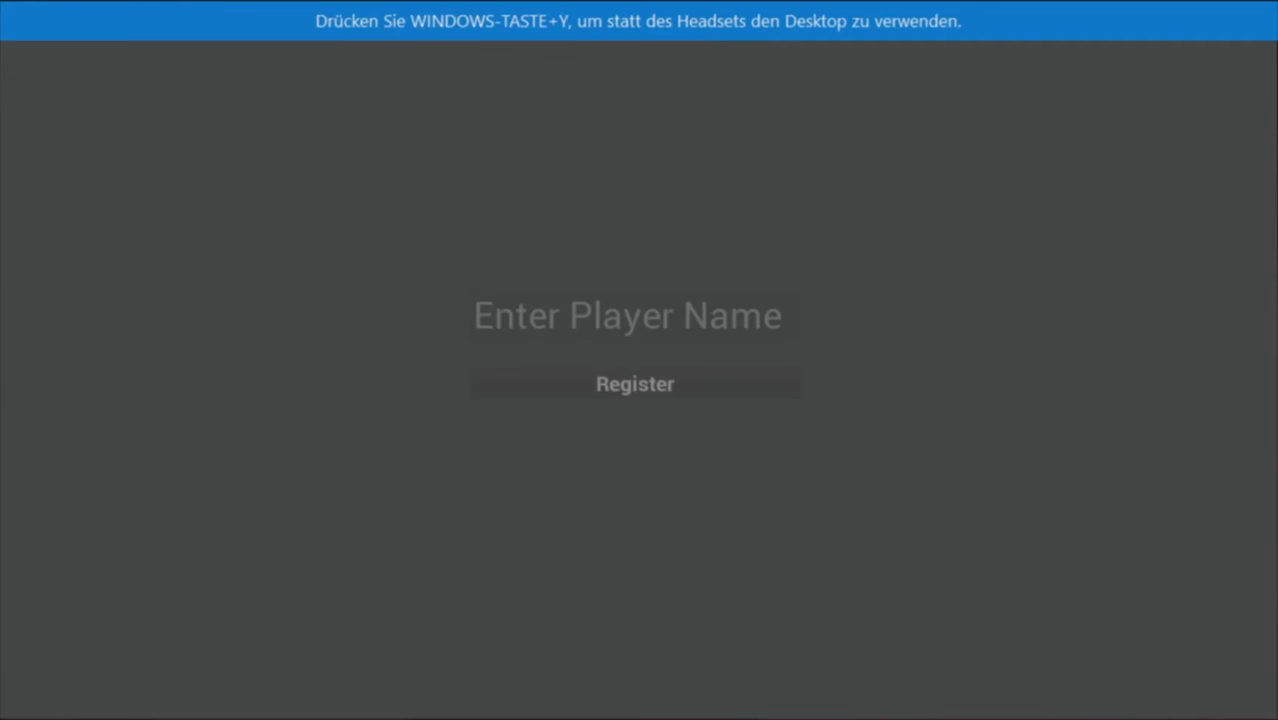 Drücken Sie WINDOWS-TASTE+Y, um statt des Headsets den Desktop zu verwenden.
Enter Player Name
Register